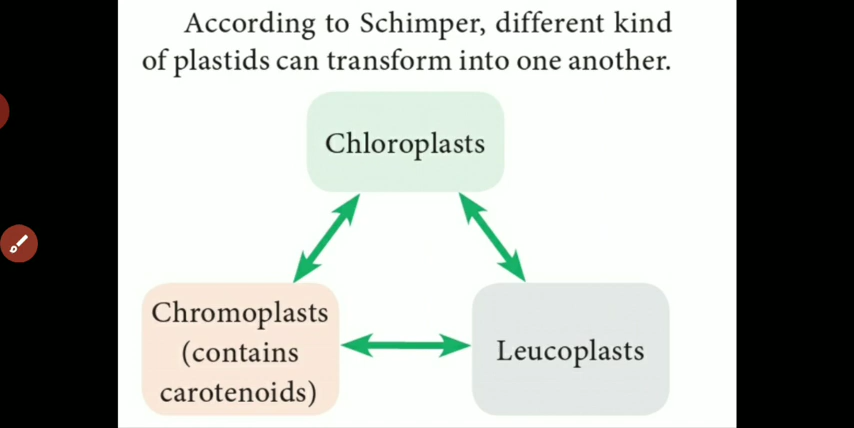 According to Schimper, different kind
of plastids can transform into one another.
Chloroplasts
Chromoplasts
(contains
carotenoids)
Leucoplasts